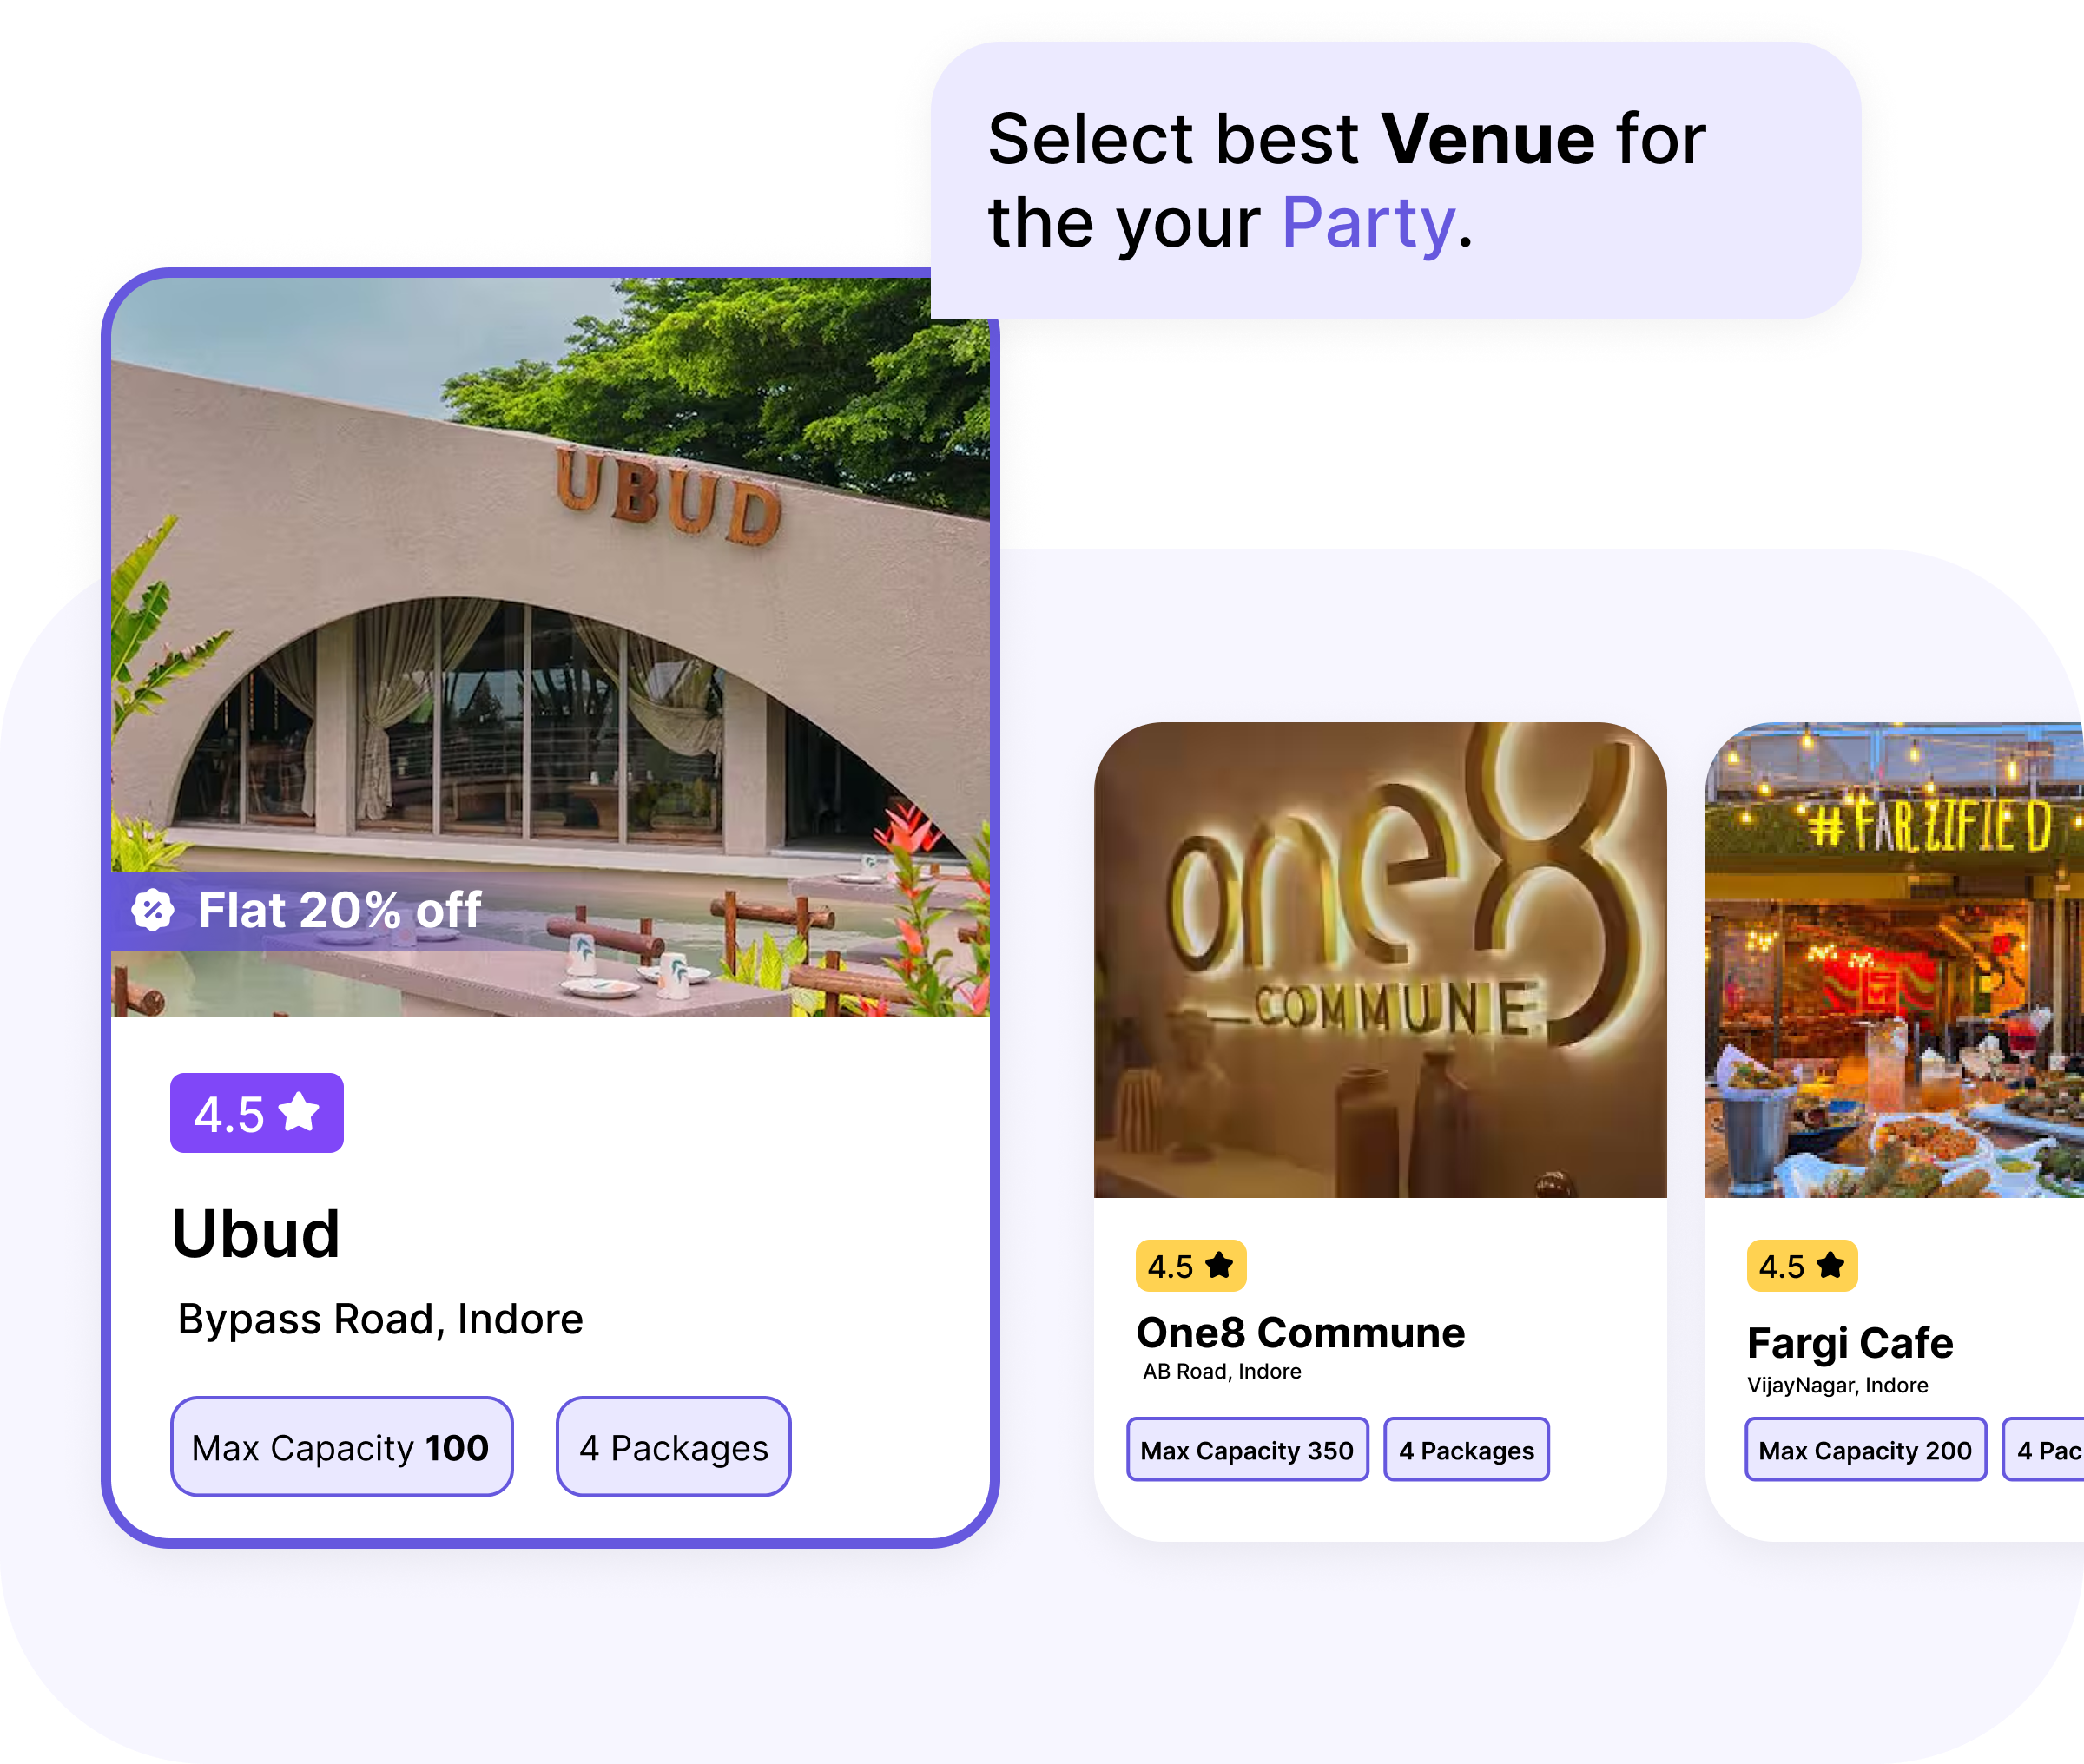 Select best Venue for
the your Party.
UBUD
Flat 20% off
4.5
Ubud
Bypass Road, Indore
Max Capacity 100
4 Packages
one8
COMMUNE
4.5
One8 Commune
AB Road, Indore
Max Capacity 350
4 Packages
#FARZIFIED
4.5
Fargi Cafe
VijayNagar, Indore
Max Capacity 200
4 Pac